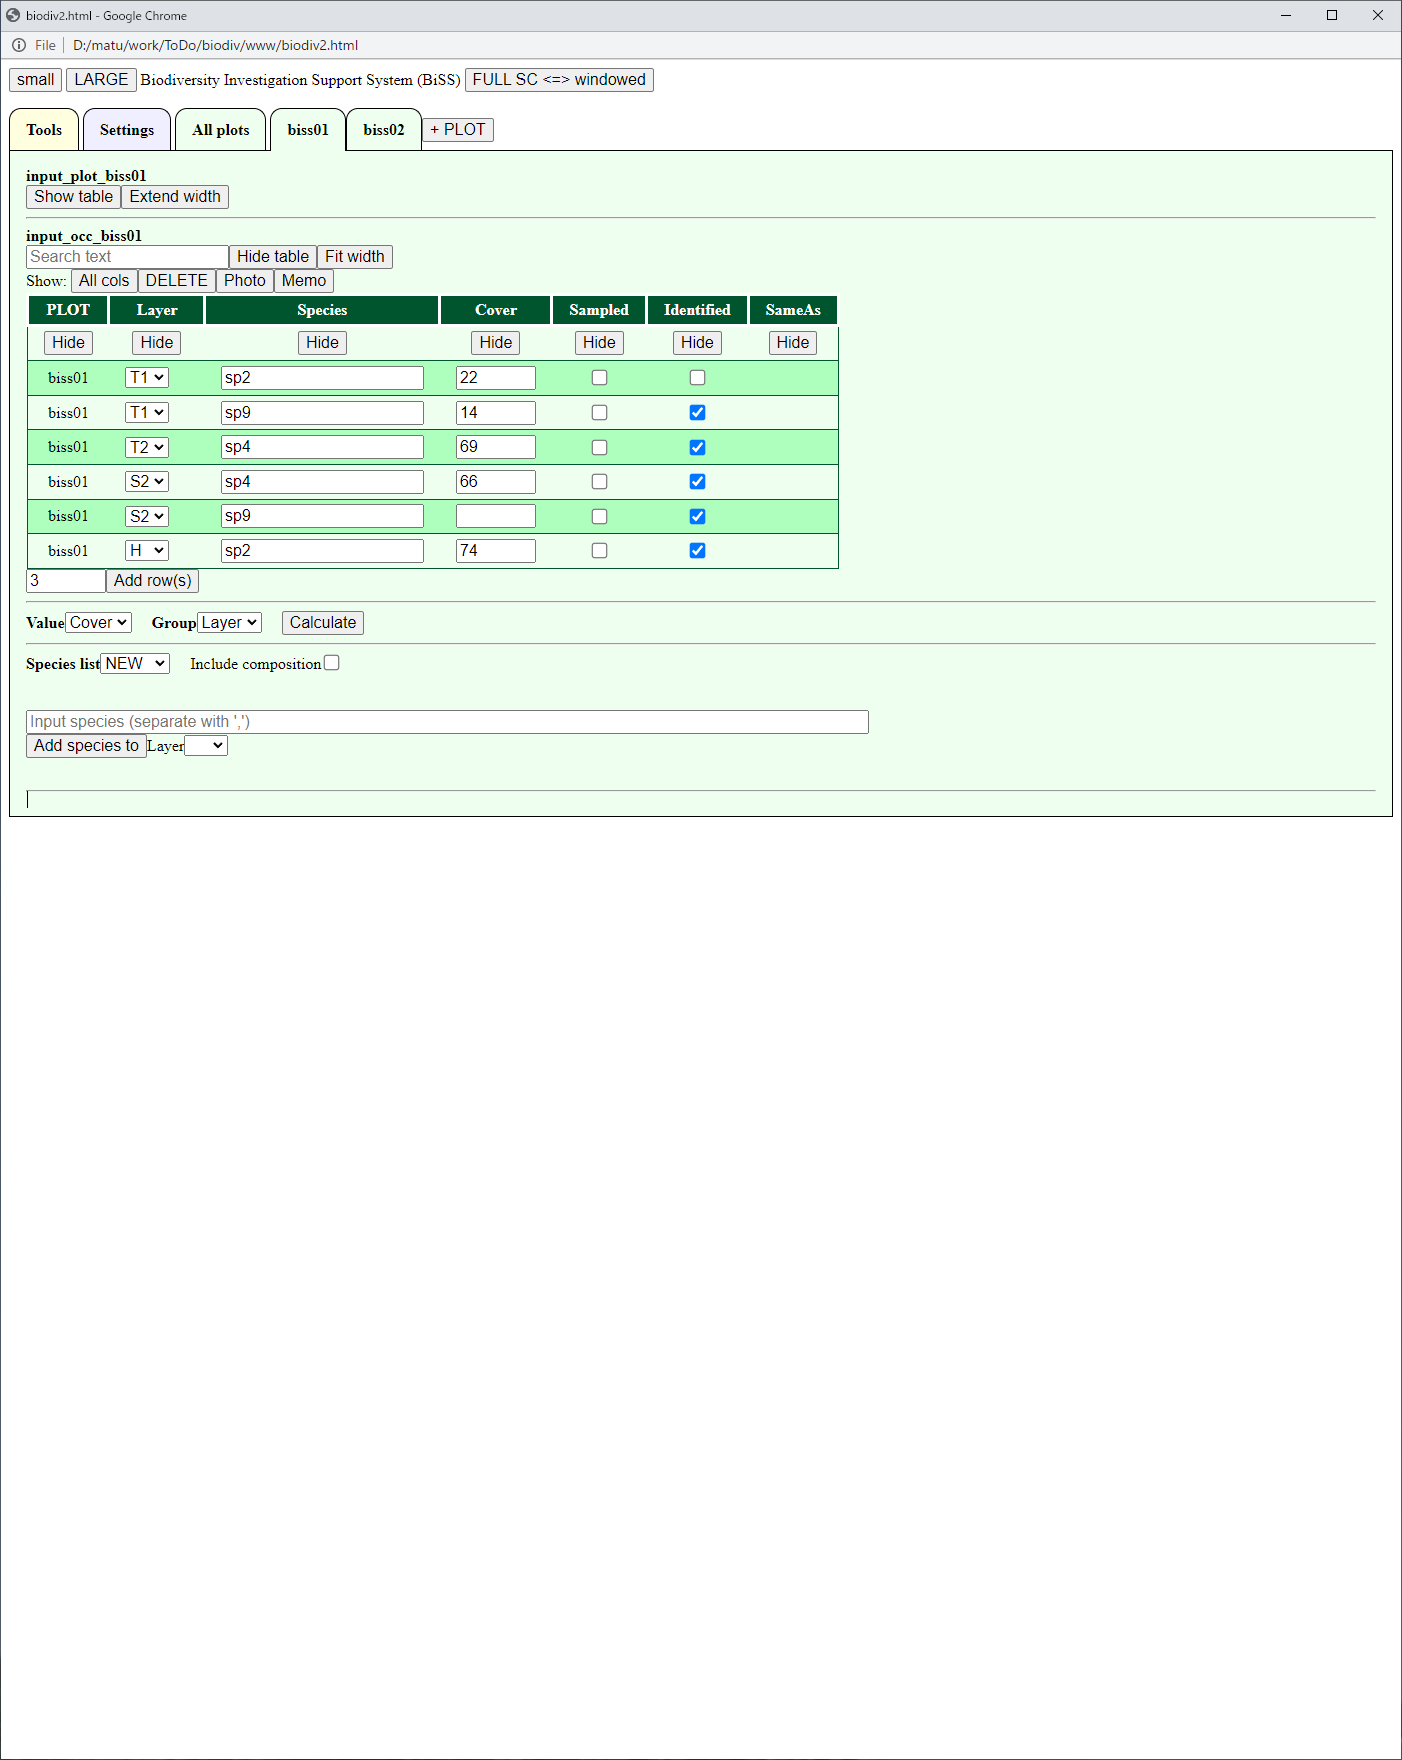 biodiv2.html - Google Chrome
File D:/matu/work/ToDo/biodiv/www/biodiv2.html
small LARGE Biodiversity Investigation Support System (BiSS) FULL SC <=> windowed
Tools Settings All plots biss01 biss02 + PLOT
input_plot_biss01
Show table Extend width
input_occ_biss01
Search text Hide table Fit width
Show: All cols DELETE Photo Memo
PLOT Layer Species Cover Sampled Identified SameAs
Hide Hide Hide Hide Hide Hide Hide
biss01 T1 sp2 22
biss01 T1 sp9 14
biss01 T2 sp4 69
biss01 S2 sp4 66
biss01 S2 sp9
biss01 H sp2 74
3 Add row(s)
Value Cover Group Layer Calculate
Species list NEW Include composition
Input species (separate with ',')
Add species to Layer